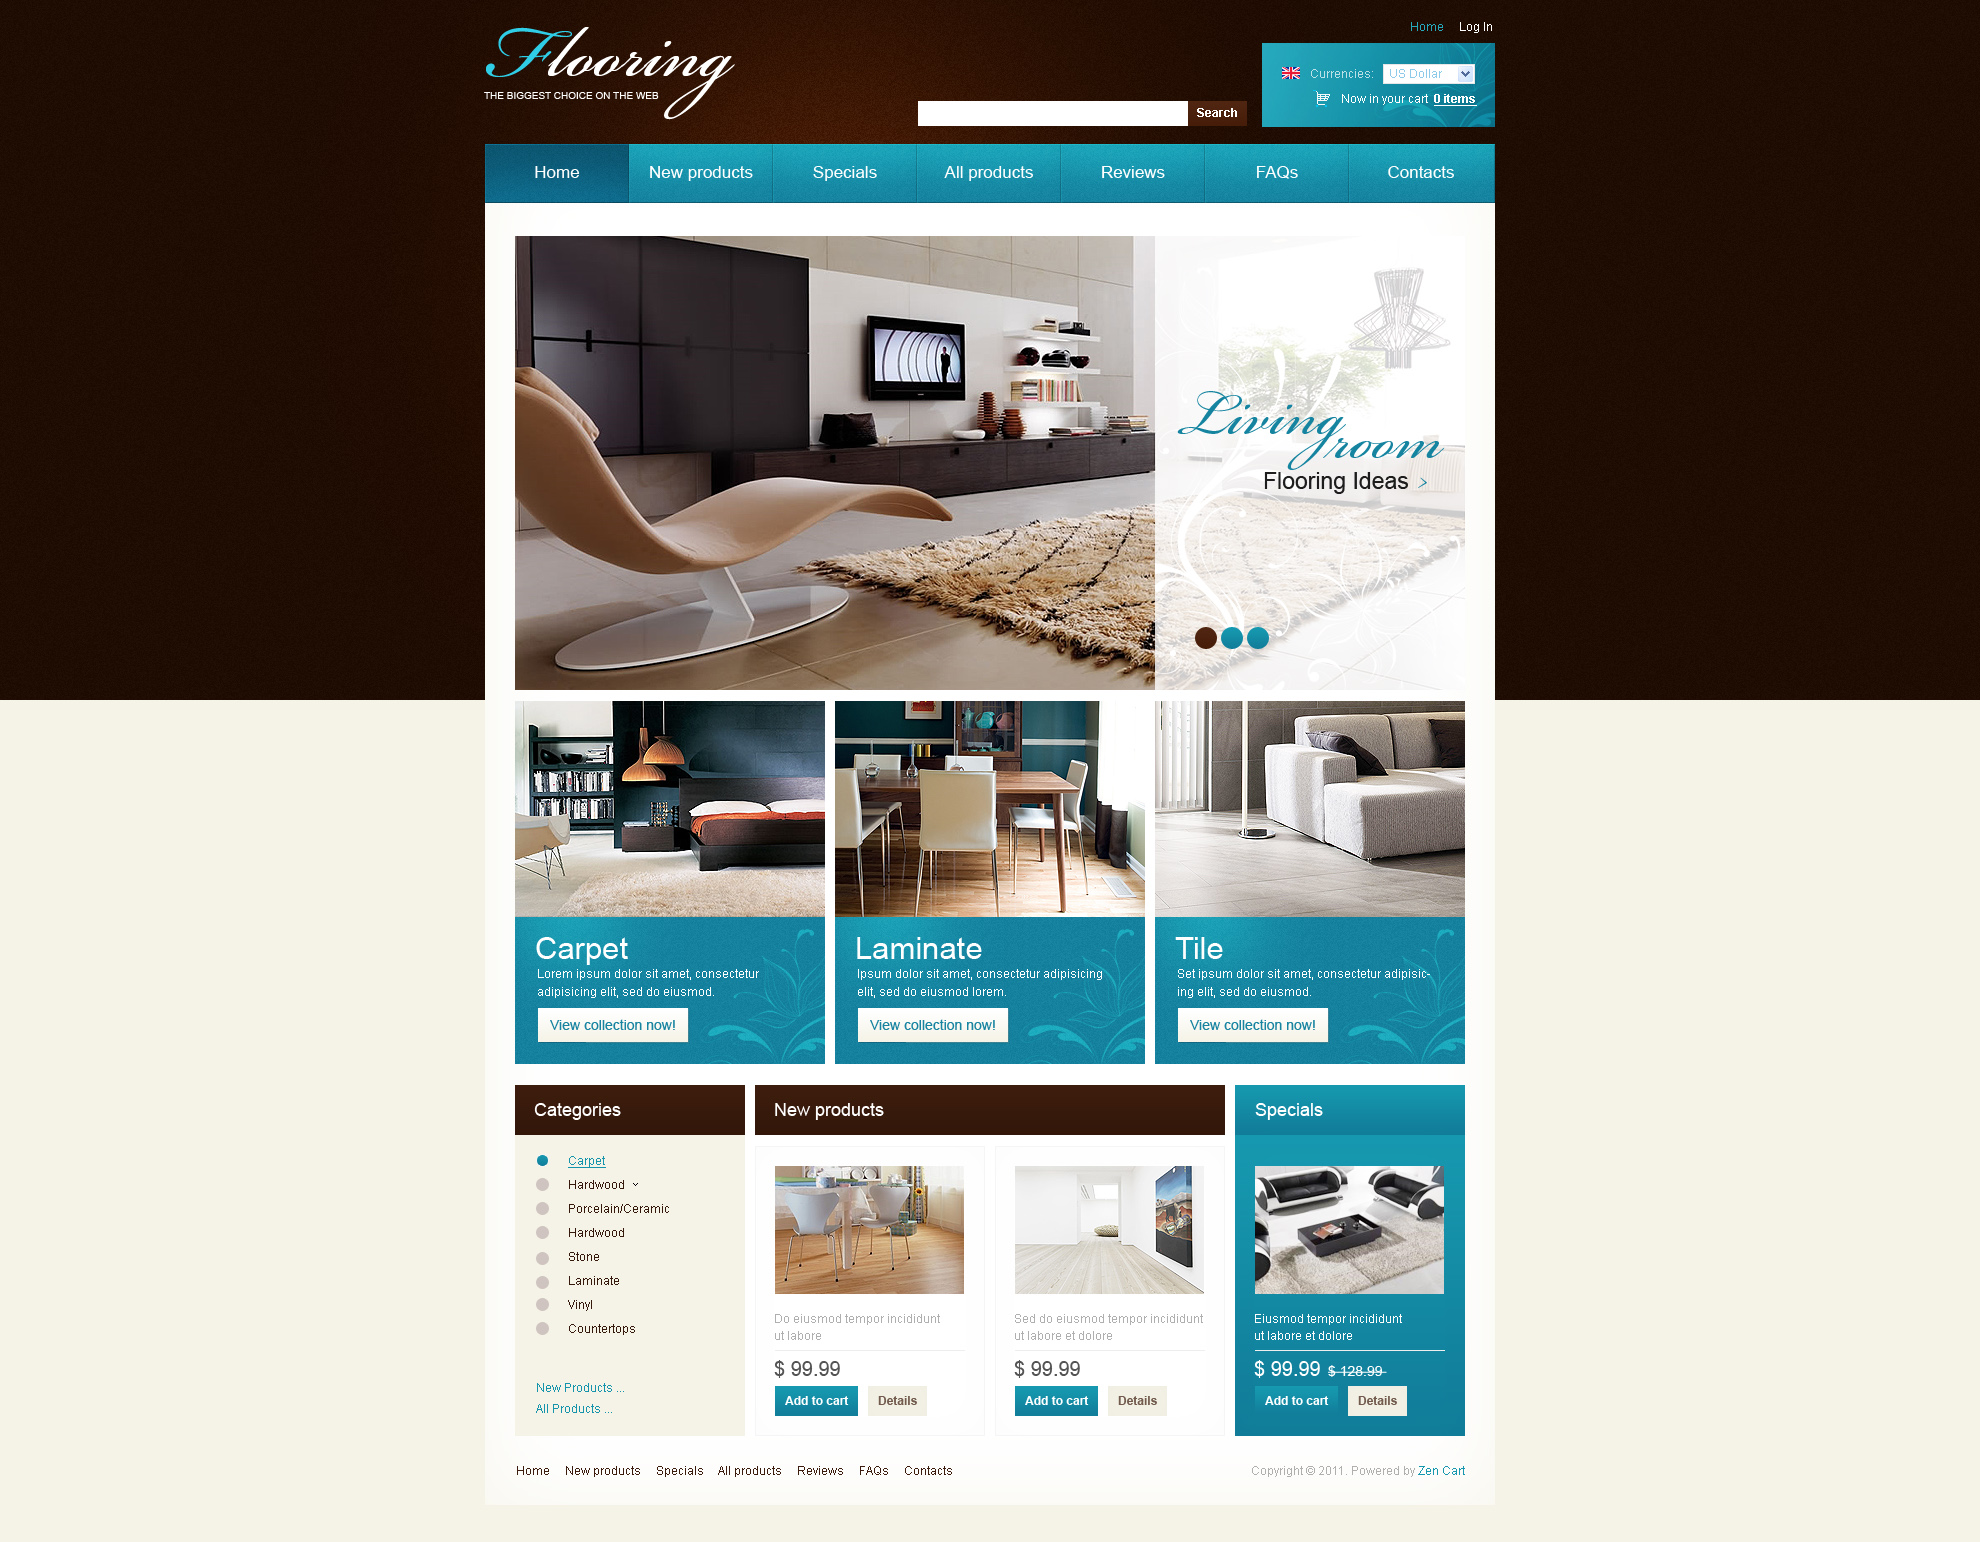 Flooring
THE BIGGEST CHOICE ON THE WEB
Home Log In
Currencies: US Dollar
Now in your cart 0 items
Search
Home New products Specials All products Reviews FAQs Contacts
Living
room
Flooring Ideas >
Carpet
Lorem ipsum dolor sit amet, consectetur
adipisicing elit, sed do eiusmod.
View collection now!
Laminate
Ipsum dolor sit amet, consectetur adipisicing
elit, sed do eiusmod lorem.
View collection now!
Tile
Set ipsum dolor sit amet, consectetur adipisic-
ing elit, sed do eiusmod.
View collection now!
Categories
Carpet
Hardwood
Porcelain/Ceramic
Hardwood
Stone
Laminate
Vinyl
Countertops
New Products ...
All Products ...
New products
Do eiusmod tempor incididunt
ut labore
$ 99.99
Add to cart Details
Sed do eiusmod tempor incididunt
ut labore et dolore
$ 99.99
Add to cart Details
Specials
Eiusmod tempor incididunt
ut labore et dolore
$ 99.99 $ 128.99
Add to cart Details
Home New products Specials All products Reviews FAQs Contacts
Copyright © 2011. Powered by Zen Cart